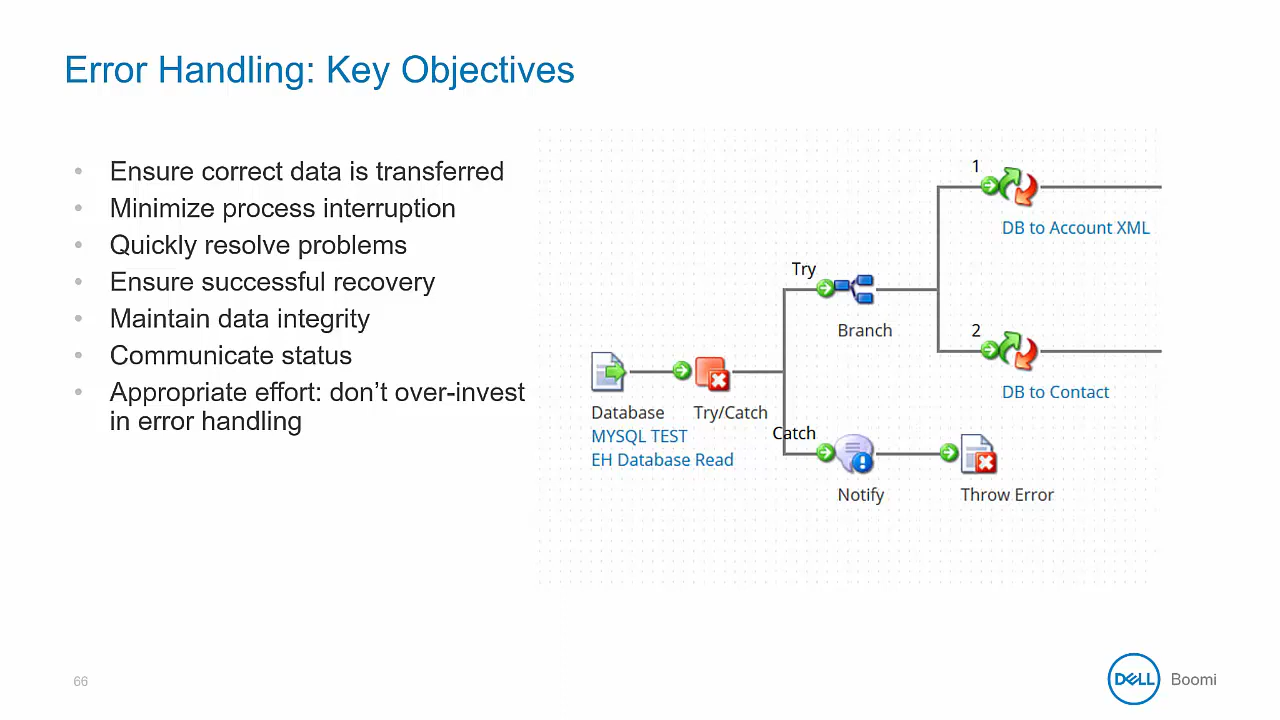 Error Handling: Key Objectives
• Ensure correct data is transferred
• Minimize process interruption
• Quickly resolve problems
• Ensure successful recovery
• Maintain data integrity
• Communicate status
• Appropriate effort: don’t over-invest
in error handling
1
DB to Account XML
Try
Branch
2
DB to Contact
Database
MYSQL TEST
EH Database Read
Try/Catch
Catch
Notify
Throw Error
66
DELL
Boomi